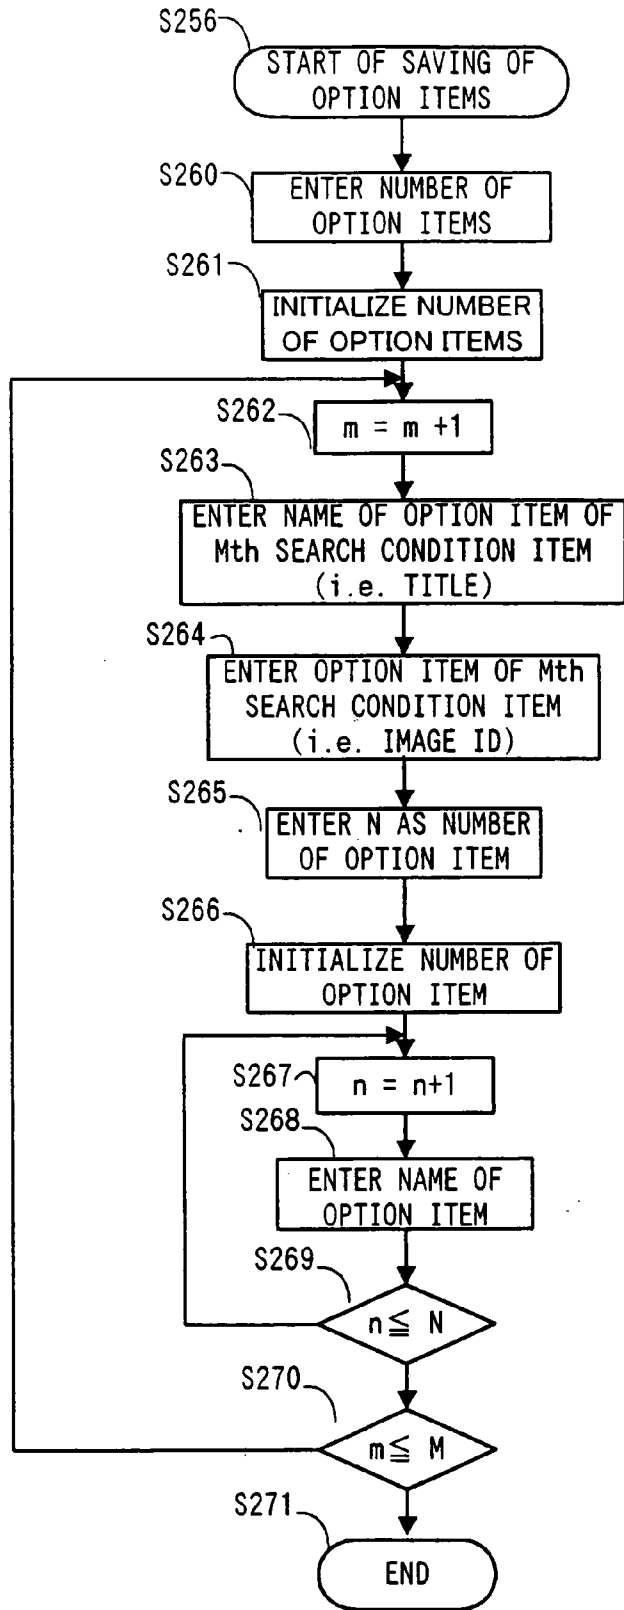 S256
START OF SAVING OF
OPTION ITEMS
S260
ENTER NUMBER OF
OPTION ITEMS
S261
INITIALIZE NUMBER
OF OPTION ITEMS
S262
m = m +1
S263
ENTER NAME OF OPTION ITEM OF
Mth SEARCH CONDITION ITEM
(i.e. TITLE)
S264
ENTER OPTION ITEM OF Mth
SEARCH CONDITION ITEM
(i.e. IMAGE ID)
S265
ENTER N AS NUMBER
OF OPTION ITEM
S266
INITIALIZE NUMBER OF
OPTION ITEM
S267
n = n+1
S268
ENTER NAME OF
OPTION ITEM
S269
n ≦ N
S270
m ≦ M
S271
END